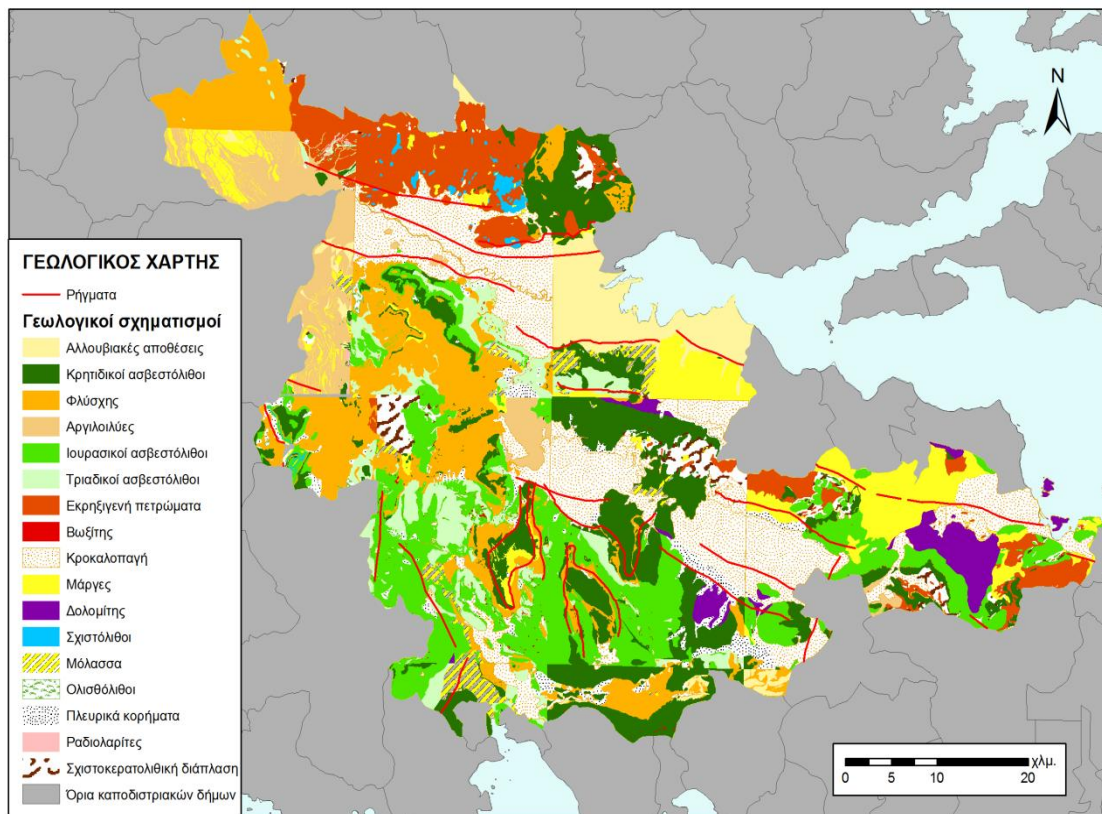 N
ΓΕΩΛΟΓΙΚΟΣ ΧΑΡΤΗΣ
Ρήγματα
Γεωλογικοί σχηματισμοί
Αλλουβιακές αποθέσεις
Κρητιδικοί ασβεστόλιθοι
Φλύσχης
Αργιλοιλύες
Ιουρασικοί ασβεστόλιθοι
Τριαδικοί ασβεστόλιθοι
Εκρηξιγενή πετρώματα
Βωξίτης
Κροκαλοπαγή
Μάργες
Δολομίτης
Σχιστόλιθοι
Μόλασσα
Ολισθόλιθοι
Πλευρικά κορήματα
Ραδιολαρίτες
Σχιστοκερατολιθική διάπλαση
Όρια καποδιστριακών δήμων
χλμ.
0 5 10 20